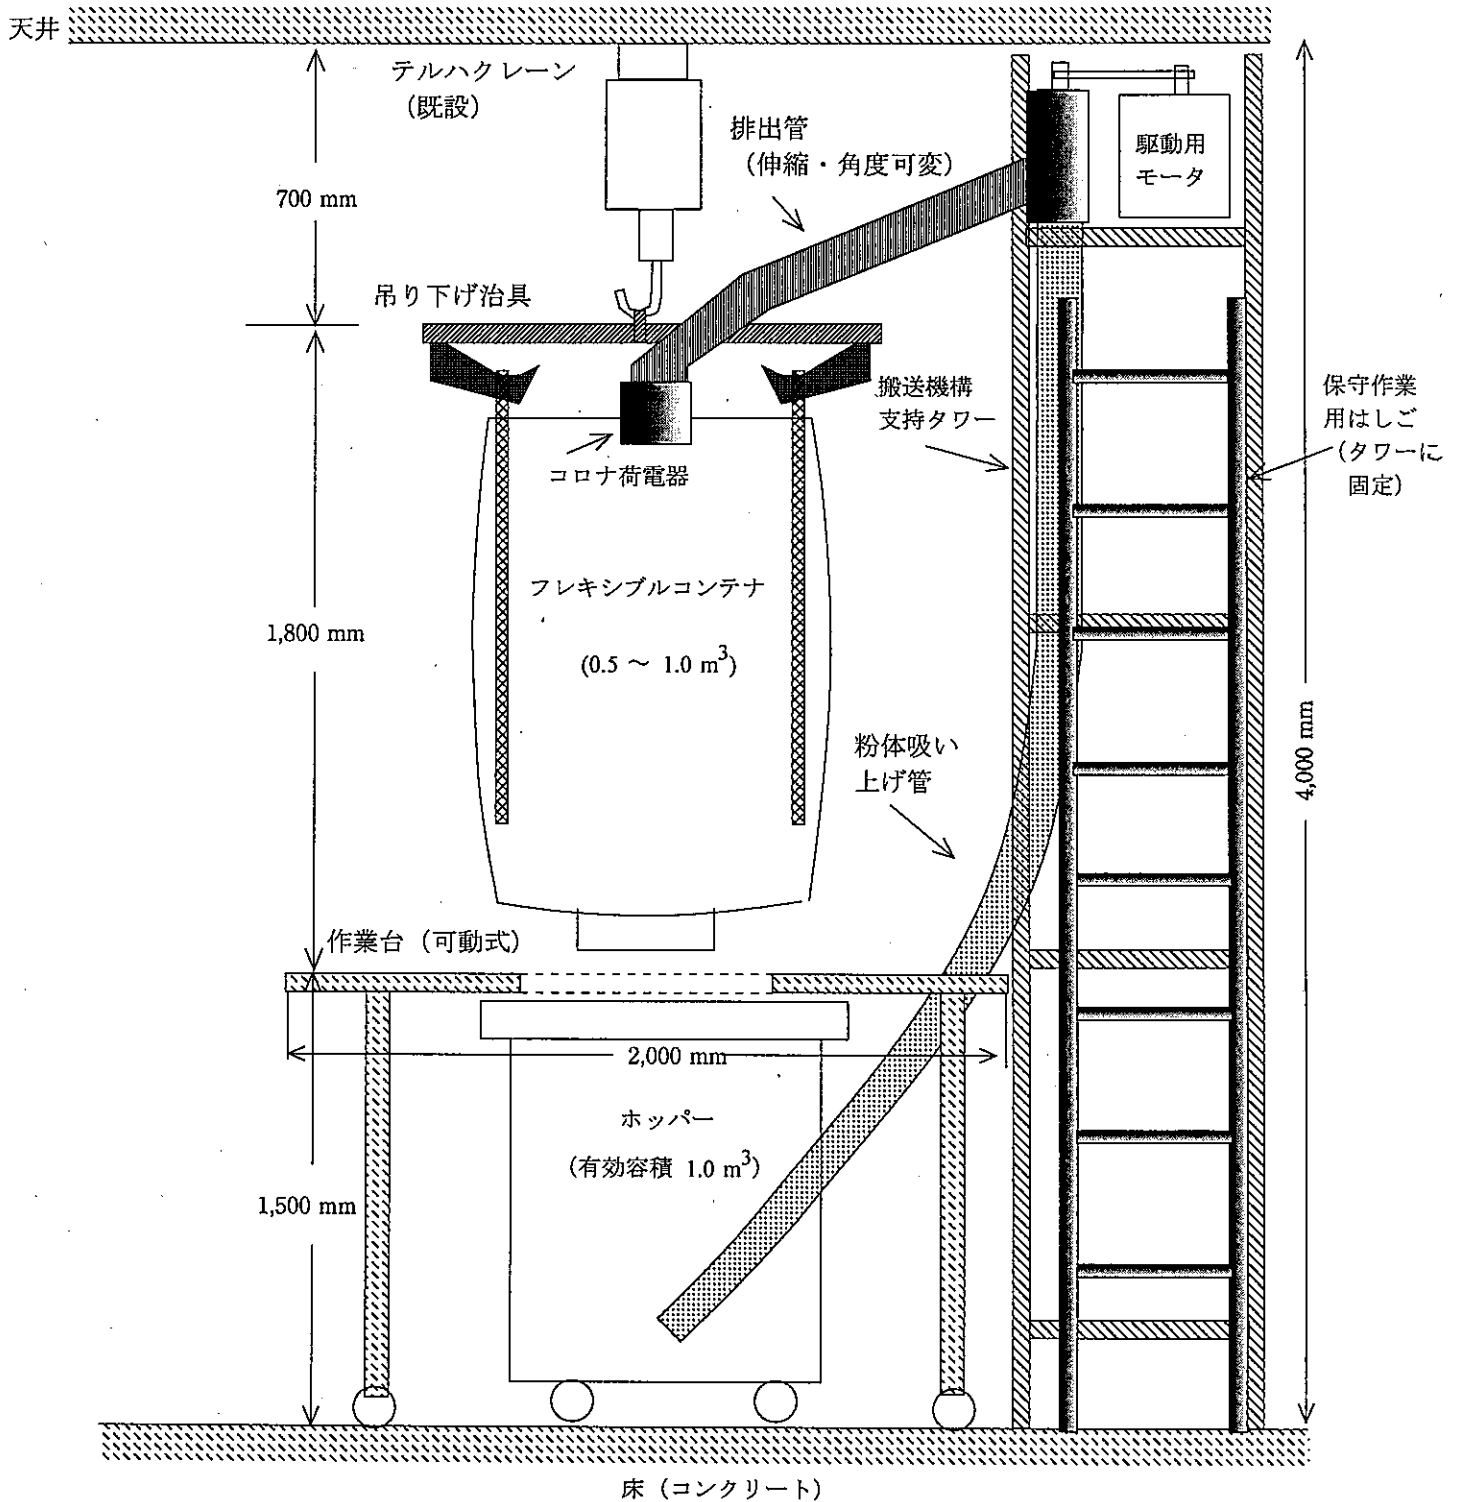 天井
テルハクレーン
（既設）
排出管
（伸縮・角度可変）
駆動用
モータ
700 mm
吊り下げ治具
搬送機構
支持タワー
保守作業
用はしご
（タワーに
固定）
コロナ荷電器
フレキシブルコンテナ
(0.5 ～ 1.0 m³)
1,800 mm
粉体吸い
上げ管
4,000 mm
作業台（可動式）
2,000 mm
ホッパー
（有効容積 1.0 m³）
1,500 mm
床（コンクリート）